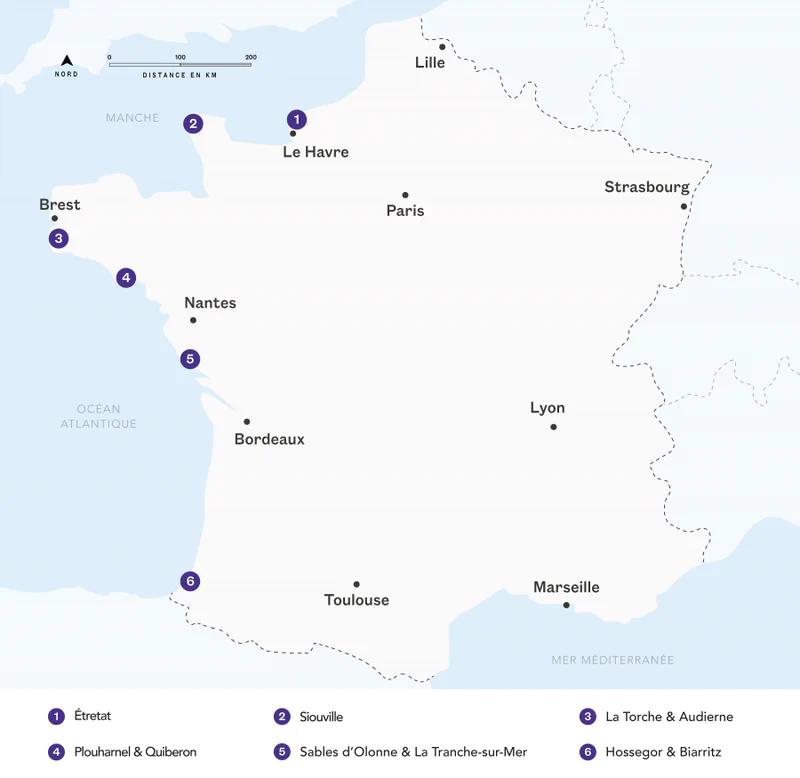 0 100 200
NORD
DISTANCE EN KM
Lille
MANCHE
2
1
Le Havre
Strasbourg
Brest
Paris
3
4
Nantes
5
OCÉAN
ATLANTIQUE
Lyon
Bordeaux
6
Marseille
Toulouse
MER MÉDITERRANÉE
1 Étretat
2 Siouville
3 La Torche & Audierne
4 Plouharnel & Quiberon
5 Sables d'Olonne & La Tranche-sur-Mer
6 Hossegor & Biarritz